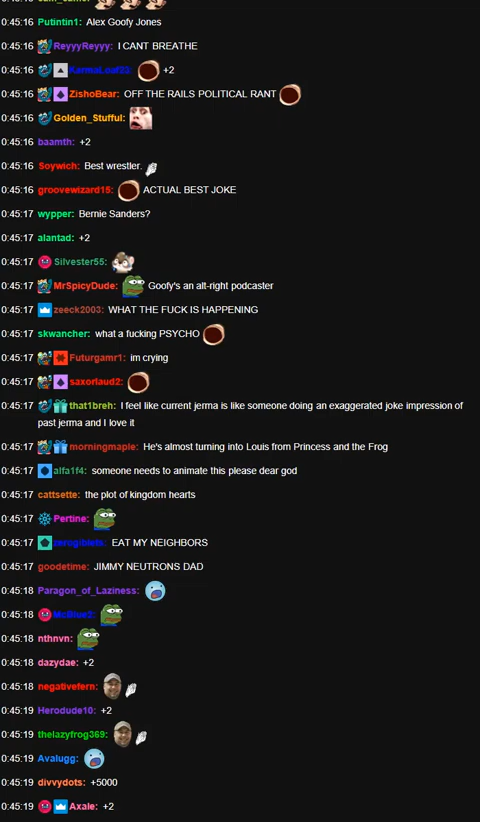 0:45:16 Putintin1: Alex Goofy Jones
0:45:16 ReyyyReyyy: I CANT BREATHE
0:45:16 KarmaLoaf23: +2
0:45:16 ZishoBear: OFF THE RAILS POLITICAL RANT
0:45:16 Golden_Stufful:
0:45:16 baamth: +2
0:45:16 Soywich: Best wrestler.
0:45:16 groovewizard15: ACTUAL BEST JOKE
0:45:17 wypper: Bernie Sanders?
0:45:17 alantad: +2
0:45:17 Silvester55:
0:45:17 MrSpicyDude: Goofy's an alt-right podcaster
0:45:17 zeeck2003: WHAT THE FUCK IS HAPPENING
0:45:17 skwancher: what a fucking PSYCHO
0:45:17 Futurgamr1: im crying
0:45:17 saxorlaud2:
0:45:17 that1breh: I feel like current jerma is like someone doing an exaggerated joke impression of
past jerma and I love it
0:45:17 morningmaple: He's almost turning into Louis from Princess and the Frog
0:45:17 alfa1f4: someone needs to animate this please dear god
0:45:17 cattsette: the plot of kingdom hearts
0:45:17 Pertine:
0:45:17 zerogiblets: EAT MY NEIGHBORS
0:45:17 goodetime: JIMMY NEUTRONS DAD
0:45:18 Paragon_of_Laziness:
0:45:18
0:45:18 nthnvn:
0:45:18 dazydae: +2
0:45:18 negativefern:
0:45:19 Herodude10: +2
0:45:19 thelazyfrog369:
0:45:19 Avalugg:
0:45:19 divvydots: +5000
0:45:19 Axale: +2